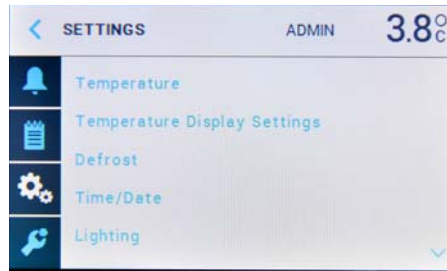 SETTINGS ADMIN 3.8°C
Temperature
Temperature Display Settings
Defrost
Time/Date
Lighting